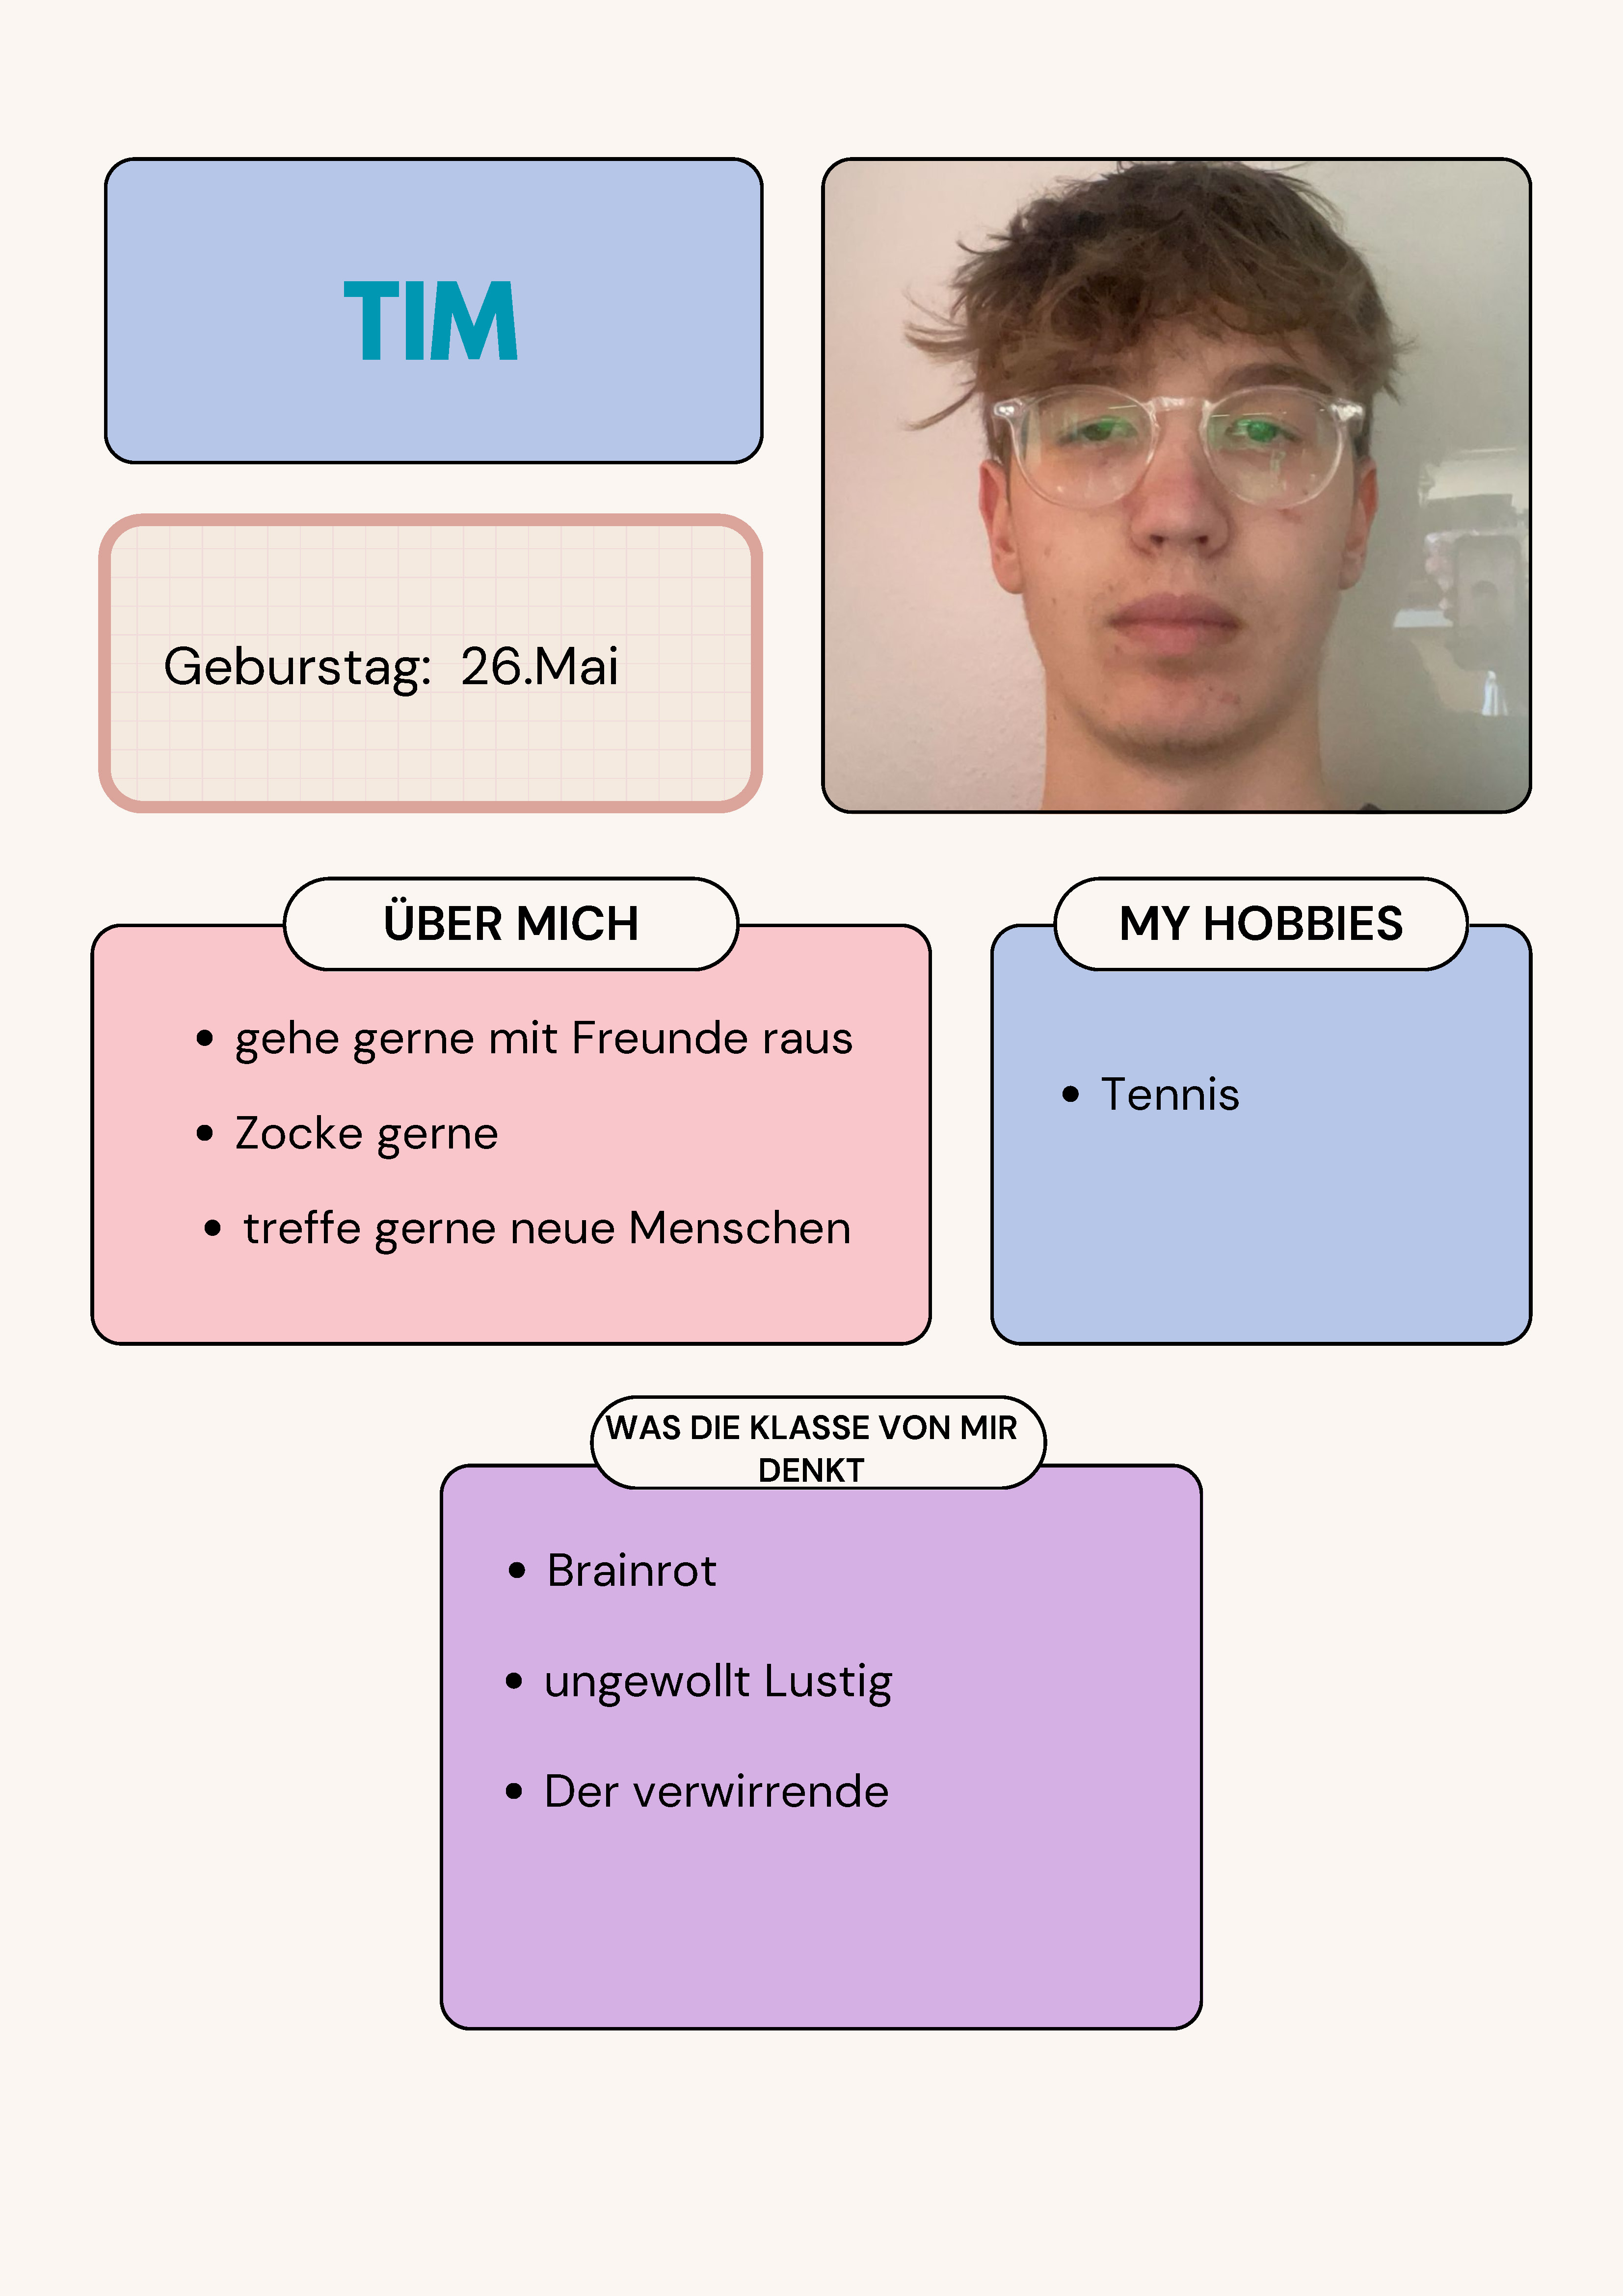 TIM
Geburstag: 26.Mai
ÜBER MICH
gehe gerne mit Freunde raus
Zocke gerne
treffe gerne neue Menschen
MY HOBBIES
Tennis
WAS DIE KLASSE VON MIR
DENKT
Brainrot
ungewollt Lustig
Der verwirrende